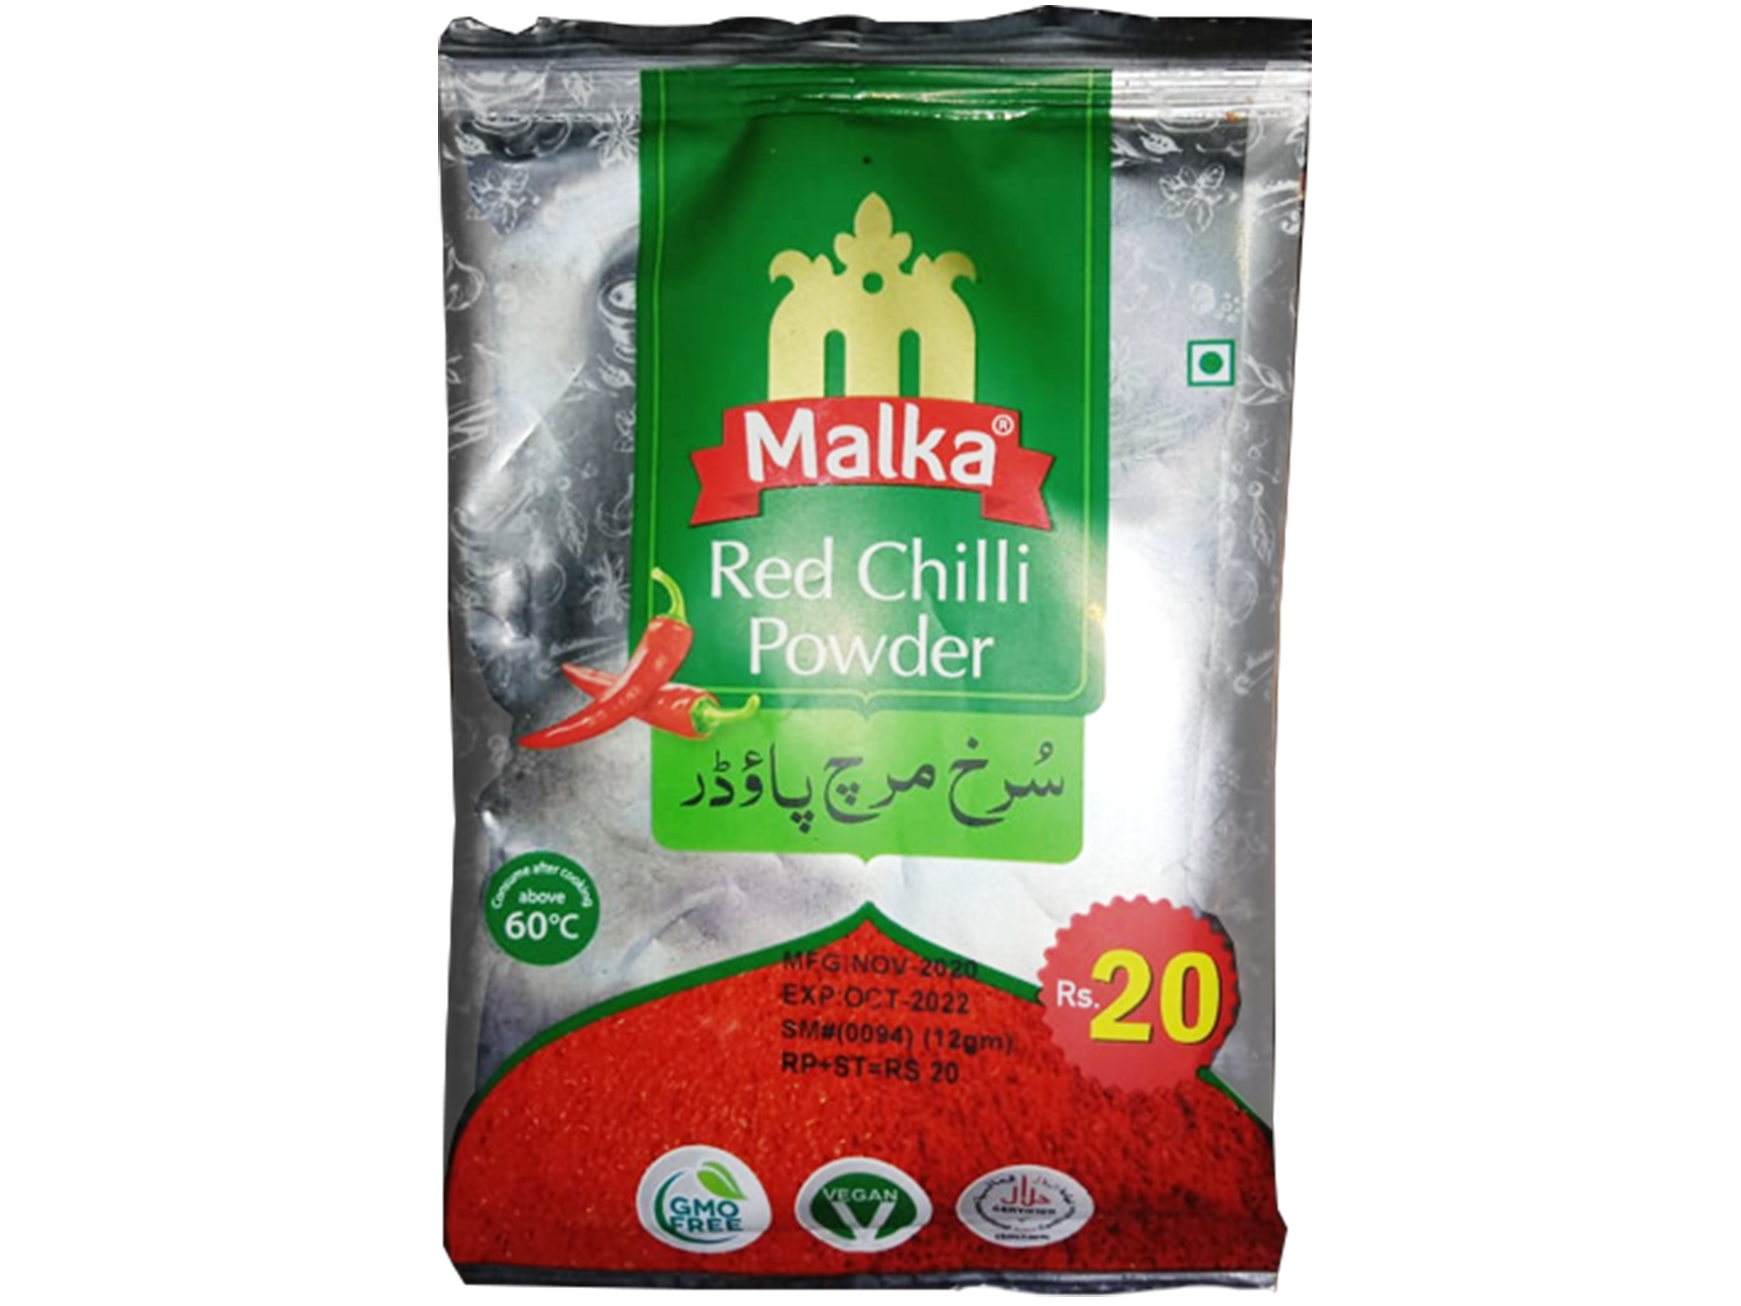 Malka®
Red Chilli
Powder
سُرخ مرچ پاؤڈر
Consume after cooking
above
60°C
MFG:NOV-2020
EXP:OCT-2022
SM#(0094) (12gm)
RP+ST=RS 20
Rs.20
GMO
FREE
VEGAN
V
حلال
CERTIFIED